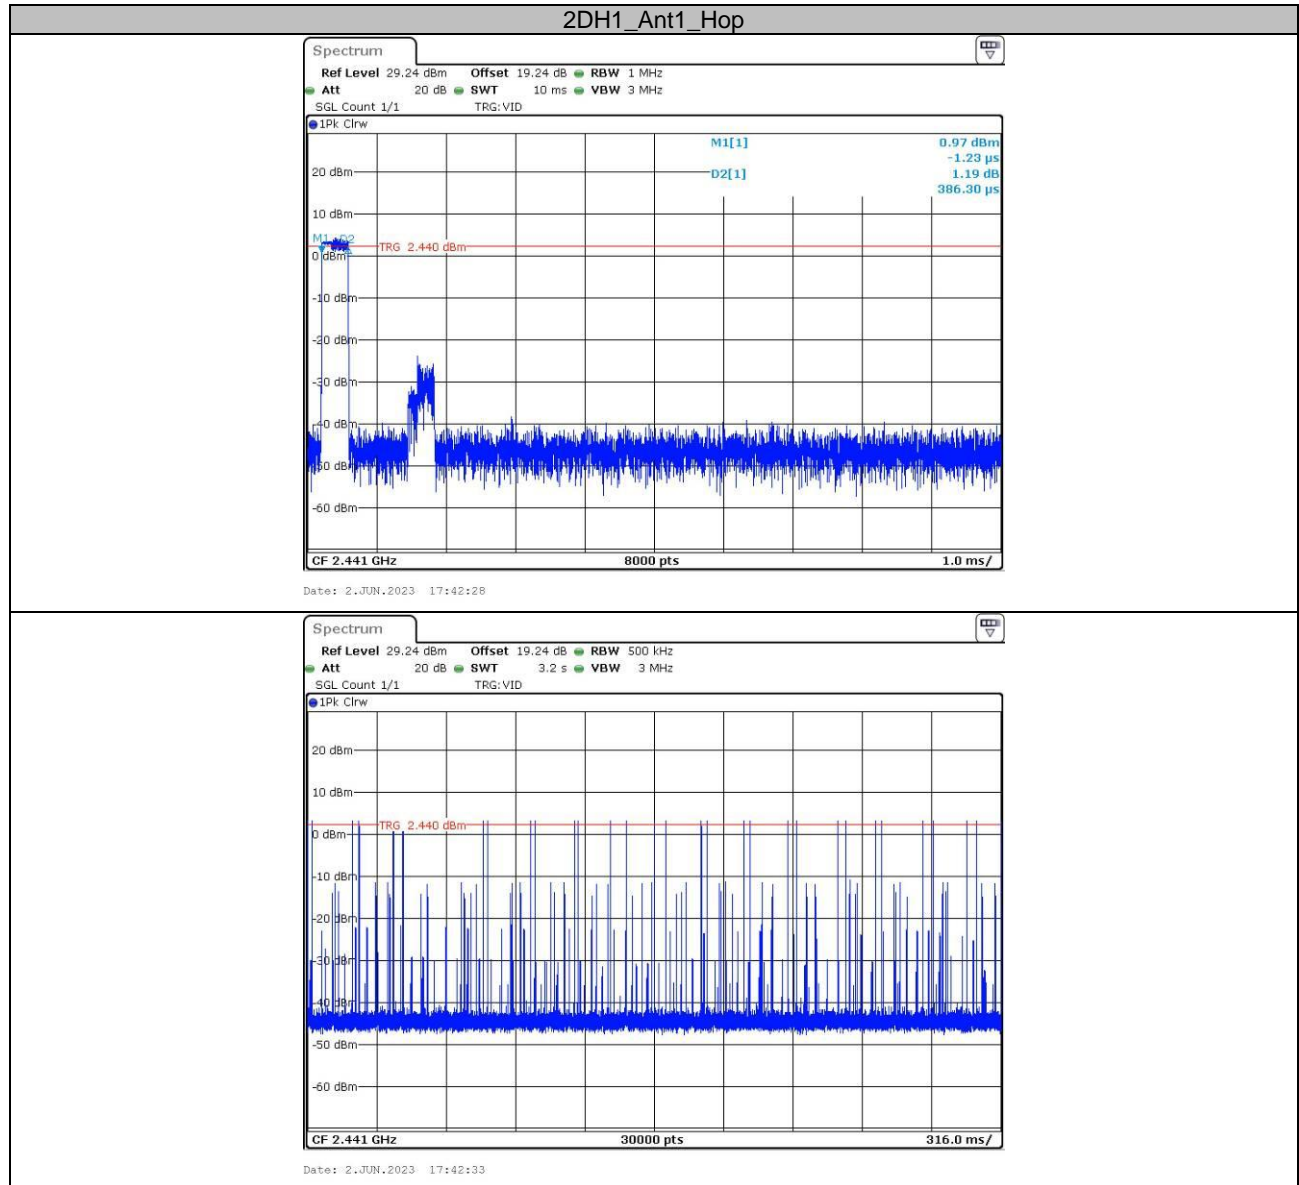 2DH1_Ant1_Hop
Spectrum
Ref Level 29.24 dBm Offset 19.24 dB RBW 1 MHz
Att 20 dB SWT 10 ms VBW 3 MHz
SGL Count 1/1 TRG:VID
1Pk Clrw
M1[1] 0.97 dBm
-1.23 µs
20 dBm D2[1] 1.19 dB
386.30 µs
10 dBm
M1 D2
TRG 2.440 dBm
0 dBm
-10 dBm
-20 dBm
-30 dBm
-40 dBm
-50 dBm
-60 dBm
CF 2.441 GHz 8000 pts 1.0 ms/
Date: 2.JUN.2023 17:42:28
Spectrum
Ref Level 29.24 dBm Offset 19.24 dB RBW 500 kHz
Att 20 dB SWT 3.2 s VBW 3 MHz
SGL Count 1/1 TRG:VID
1Pk Clrw
20 dBm
10 dBm
TRG 2.440 dBm
0 dBm
-10 dBm
-20 dBm
-30 dBm
-40 dBm
-50 dBm
-60 dBm
CF 2.441 GHz 30000 pts 316.0 ms/
Date: 2.JUN.2023 17:42:33